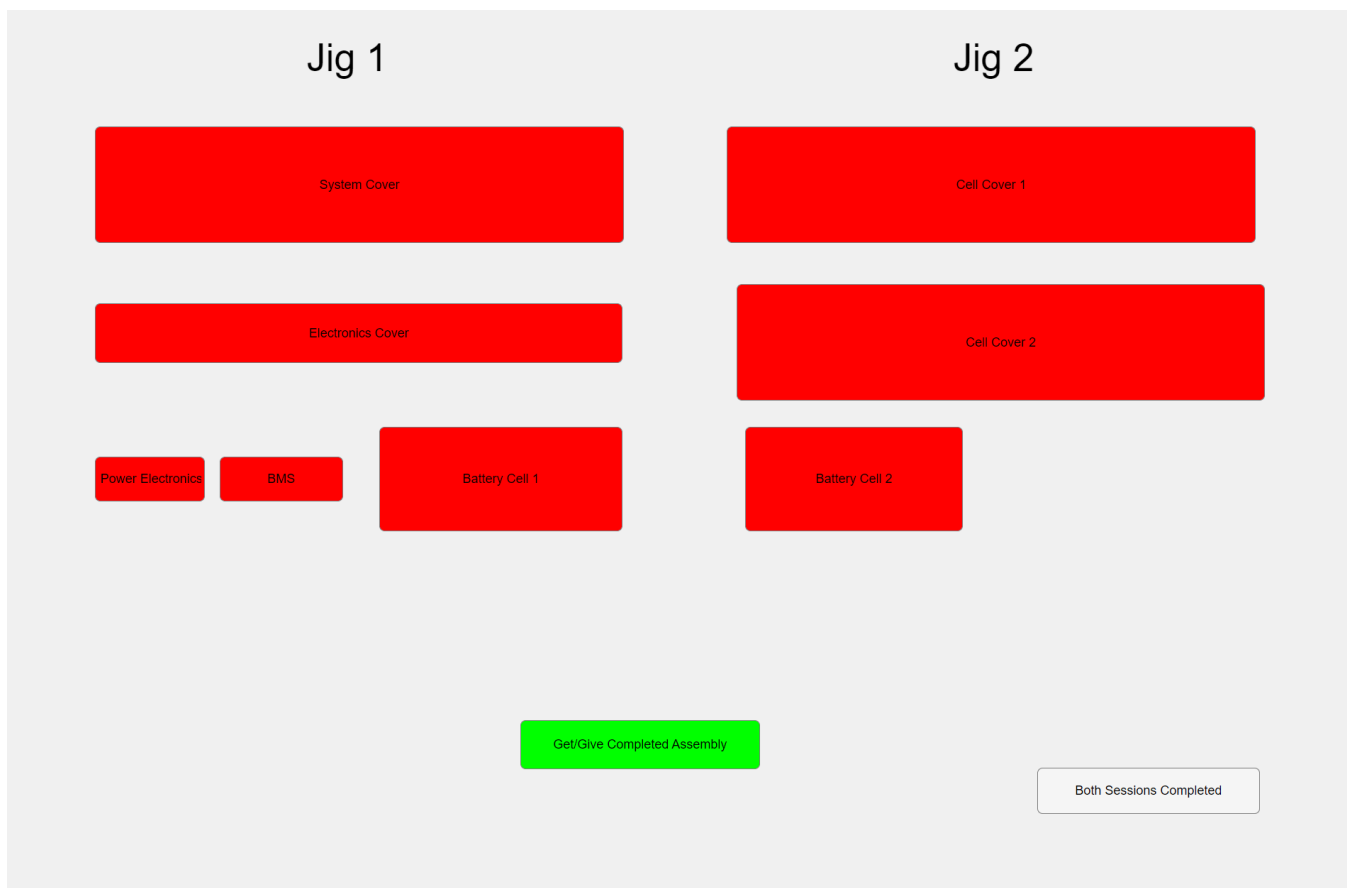 Jig 1
Jig 2
System Cover
Cell Cover 1
Electronics Cover
Cell Cover 2
Power Electronics
BMS
Battery Cell 1
Battery Cell 2
Get/Give Completed Assembly
Both Sessions Completed